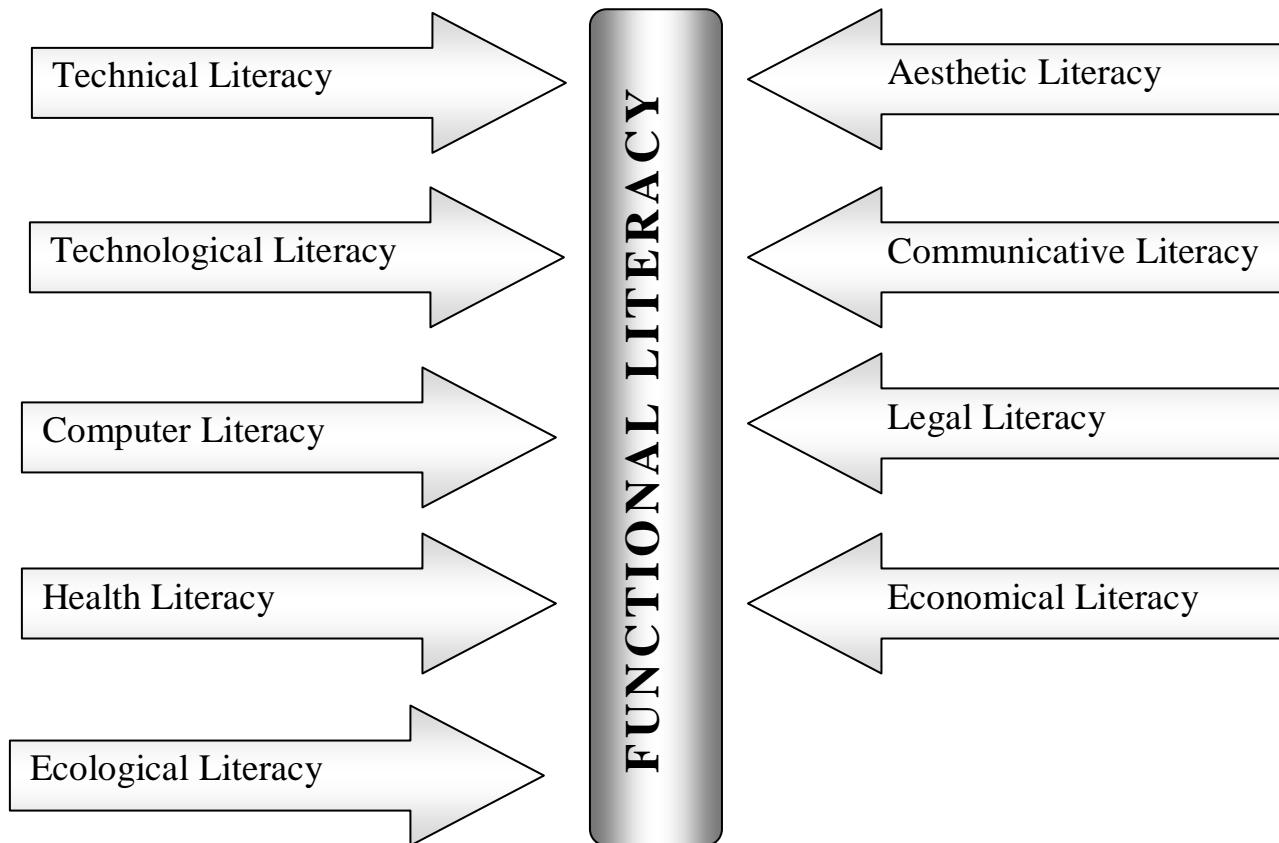 Technical Literacy
Technological Literacy
Computer Literacy
Health Literacy
Ecological Literacy
FUNCTIONAL LITERACY
Aesthetic Literacy
Communicative Literacy
Legal Literacy
Economical Literacy